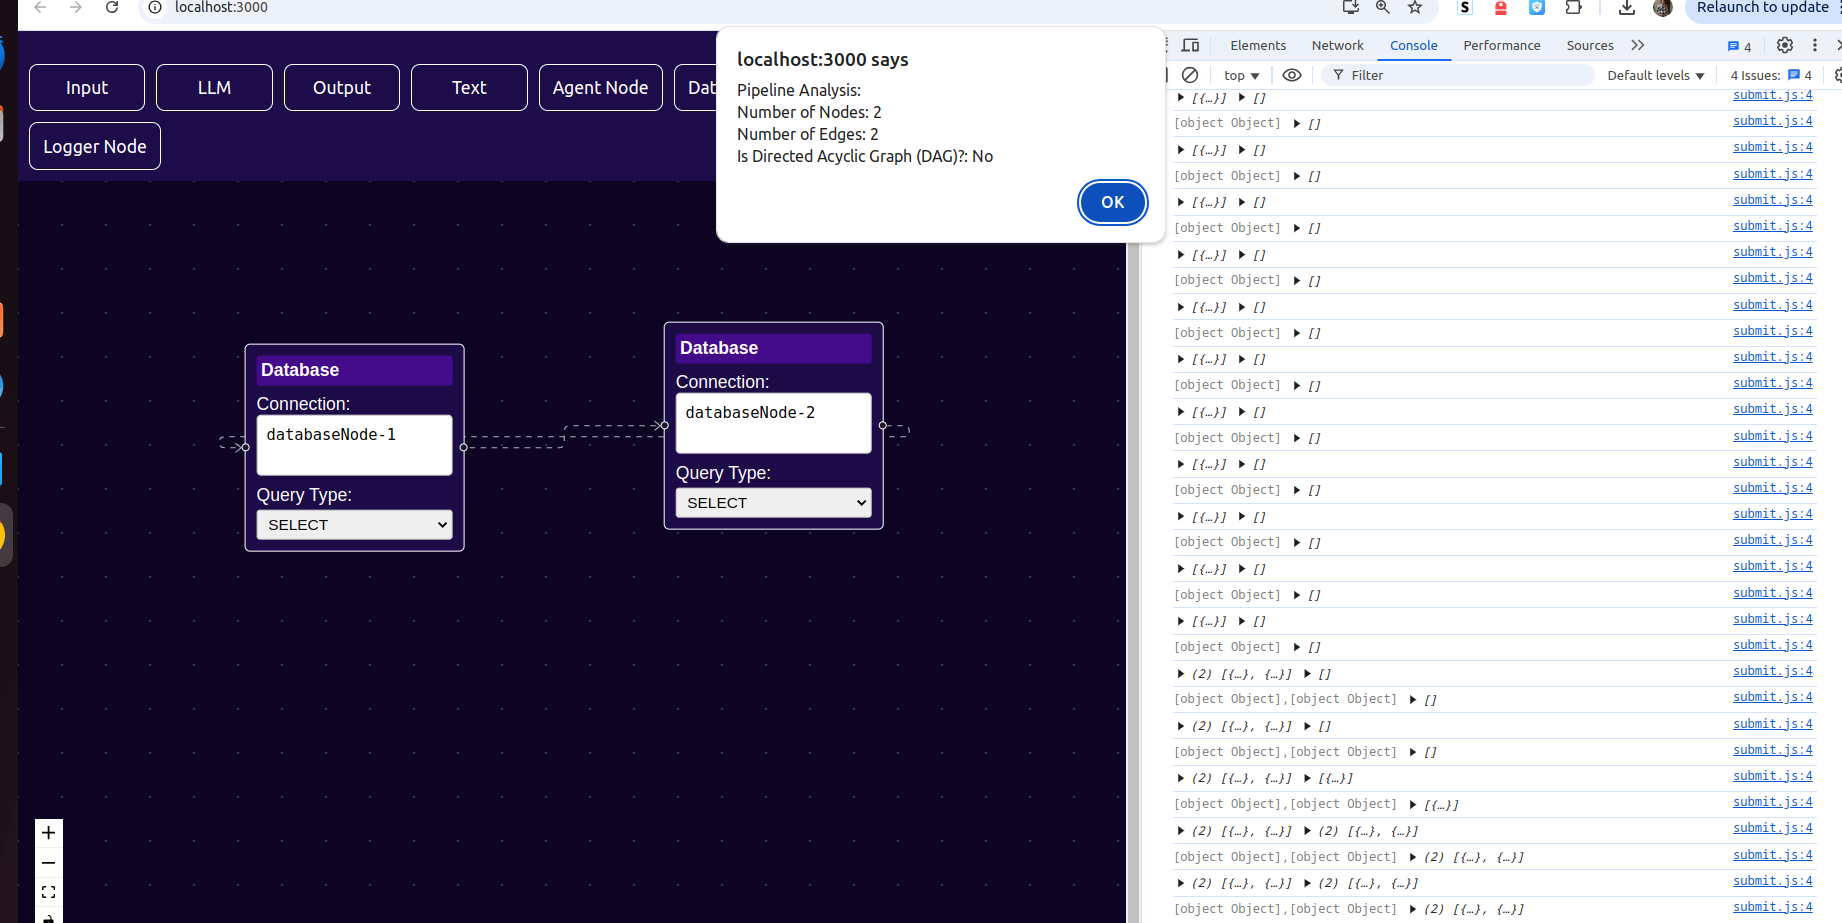 localhost:3000
S
Relaunch to update
Input
LLM
Output
Text
Agent Node
Dat
Logger Node
localhost:3000 says
Pipeline Analysis:
Number of Nodes: 2
Number of Edges: 2
Is Directed Acyclic Graph (DAG)?: No
OK
Database
Connection:
databaseNode-1
Query Type:
SELECT
Database
Connection:
databaseNode-2
Query Type:
SELECT
Elements
Network
Console
Performance
Sources
4
top
Filter
Default levels
4 Issues:
4
[{…}] [] submit.js:4
[object Object] [] submit.js:4
[{…}] [] submit.js:4
[object Object] [] submit.js:4
[{…}] [] submit.js:4
[object Object] [] submit.js:4
[{…}] [] submit.js:4
[object Object] [] submit.js:4
[{…}] [] submit.js:4
[object Object] [] submit.js:4
[{…}] [] submit.js:4
[object Object] [] submit.js:4
[{…}] [] submit.js:4
[object Object] [] submit.js:4
[{…}] [] submit.js:4
[object Object] [] submit.js:4
[{…}] [] submit.js:4
[object Object] [] submit.js:4
[{…}] [] submit.js:4
[object Object] [] submit.js:4
[{…}] [] submit.js:4
[object Object] [] submit.js:4
(2) [{…}, {…}] [] submit.js:4
[object Object],[object Object] [] submit.js:4
(2) [{…}, {…}] [] submit.js:4
[object Object],[object Object] [] submit.js:4
(2) [{…}, {…}] [{…}] submit.js:4
[object Object],[object Object] [{…}] submit.js:4
(2) [{…}, {…}] (2) [{…}, {…}] submit.js:4
[object Object],[object Object] (2) [{…}, {…}] submit.js:4
(2) [{…}, {…}] (2) [{…}, {…}] submit.js:4
[object Object],[object Object] (2) [{…}, {…}] submit.js:4